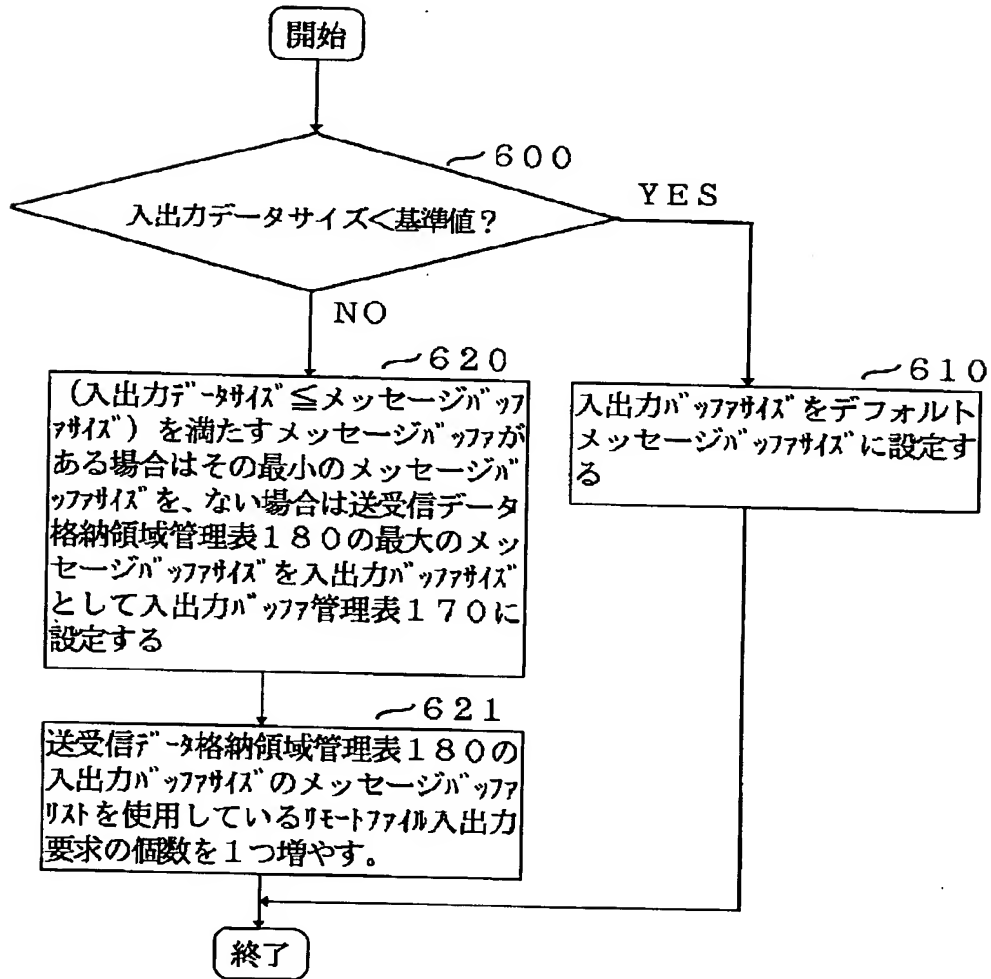 開始
600
入出力データサイズ<基準値?
YES
NO
620
(入出力データサイズ≦メッセージバッフ
ァサイズ)を満たすメッセージバッファが
ある場合はその最小のメッセージバ
ッファサイズを、ない場合は送受信データ
格納領域管理表180の最大のメッ
セージバッファサイズを入出力バッファサイズ
として入出力バッファ管理表170に
設定する
610
入出力バッファサイズをデフォルト
メッセージバッファサイズに設定す
る
621
送受信データ格納領域管理表180の
入出力バッファサイズのメッセージバッファ
リストを使用しているリモートファイル入出力
要求の個数を1つ増やす。
終了